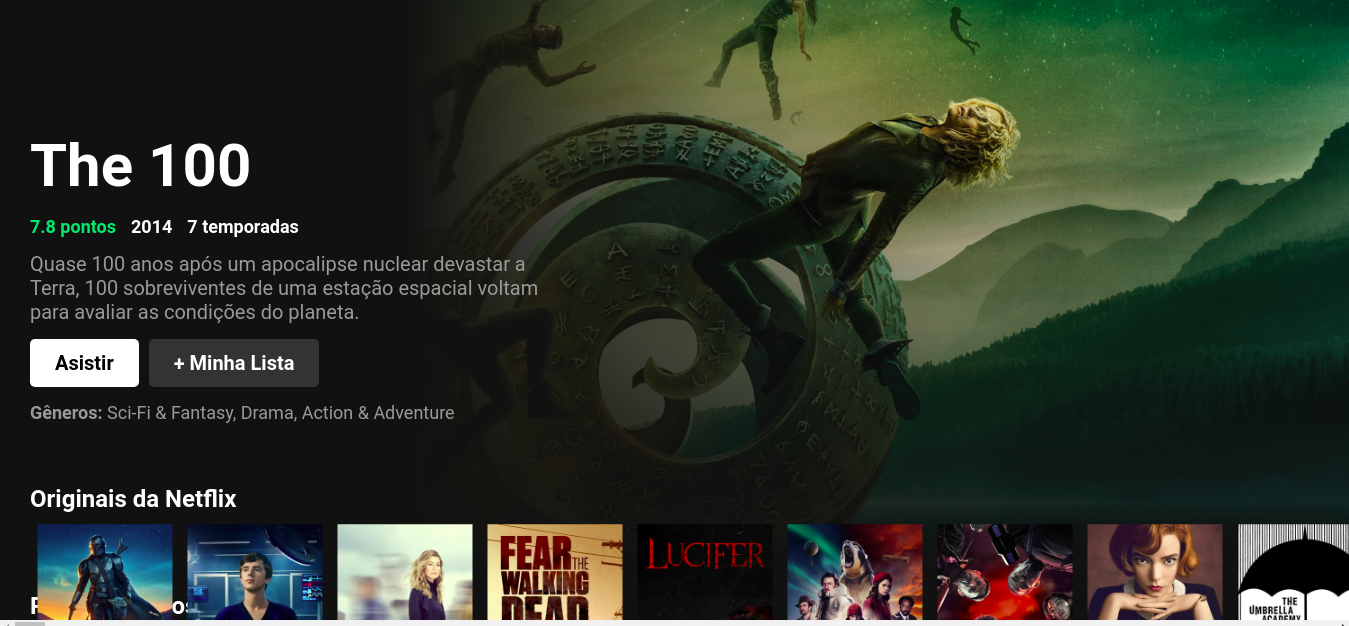 The 100
7.8 pontos 2014 7 temporadas
Quase 100 anos após um apocalipse nuclear devastar a
Terra, 100 sobreviventes de uma estação espacial voltam
para avaliar as condições do planeta.
Asistir + Minha Lista
Gêneros: Sci-Fi & Fantasy, Drama, Action & Adventure
Originais da Netflix
FEAR THE
WALKING
DEAD
LUCIFER
THE
UMBRELLA
ACADEMY